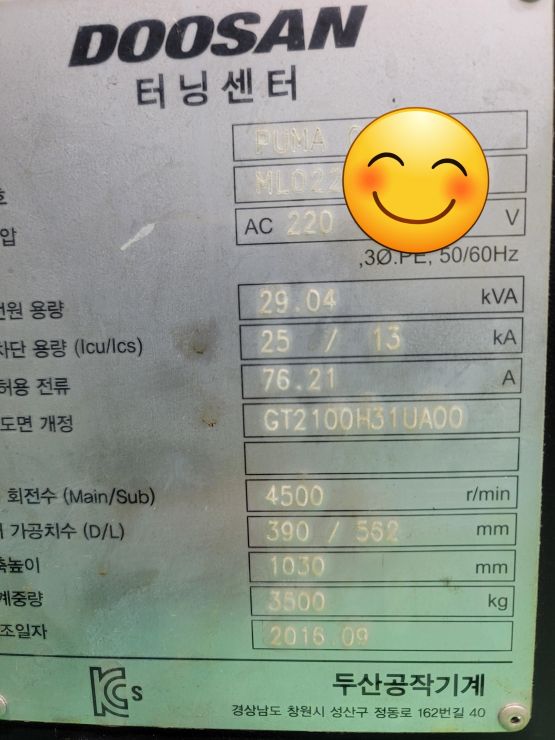 DOOSAN
터닝센터
PUMA
호 ML022
압 AC 220 V
,3Ø.PE, 50/60Hz
전원 용량 29.04 kVA
차단 용량 (Icu/Ics) 25 / 13 kA
허용 전류 76.21 A
도면 개정 GT2100H31UA00
회전수 (Main/Sub) 4500 r/min
가공치수 (D/L) 390 / 562 mm
축높이 1030 mm
계중량 3500 kg
조일자 2016.09
KC s
두산공작기계
경상남도 창원시 성산구 정동로 162번길 40